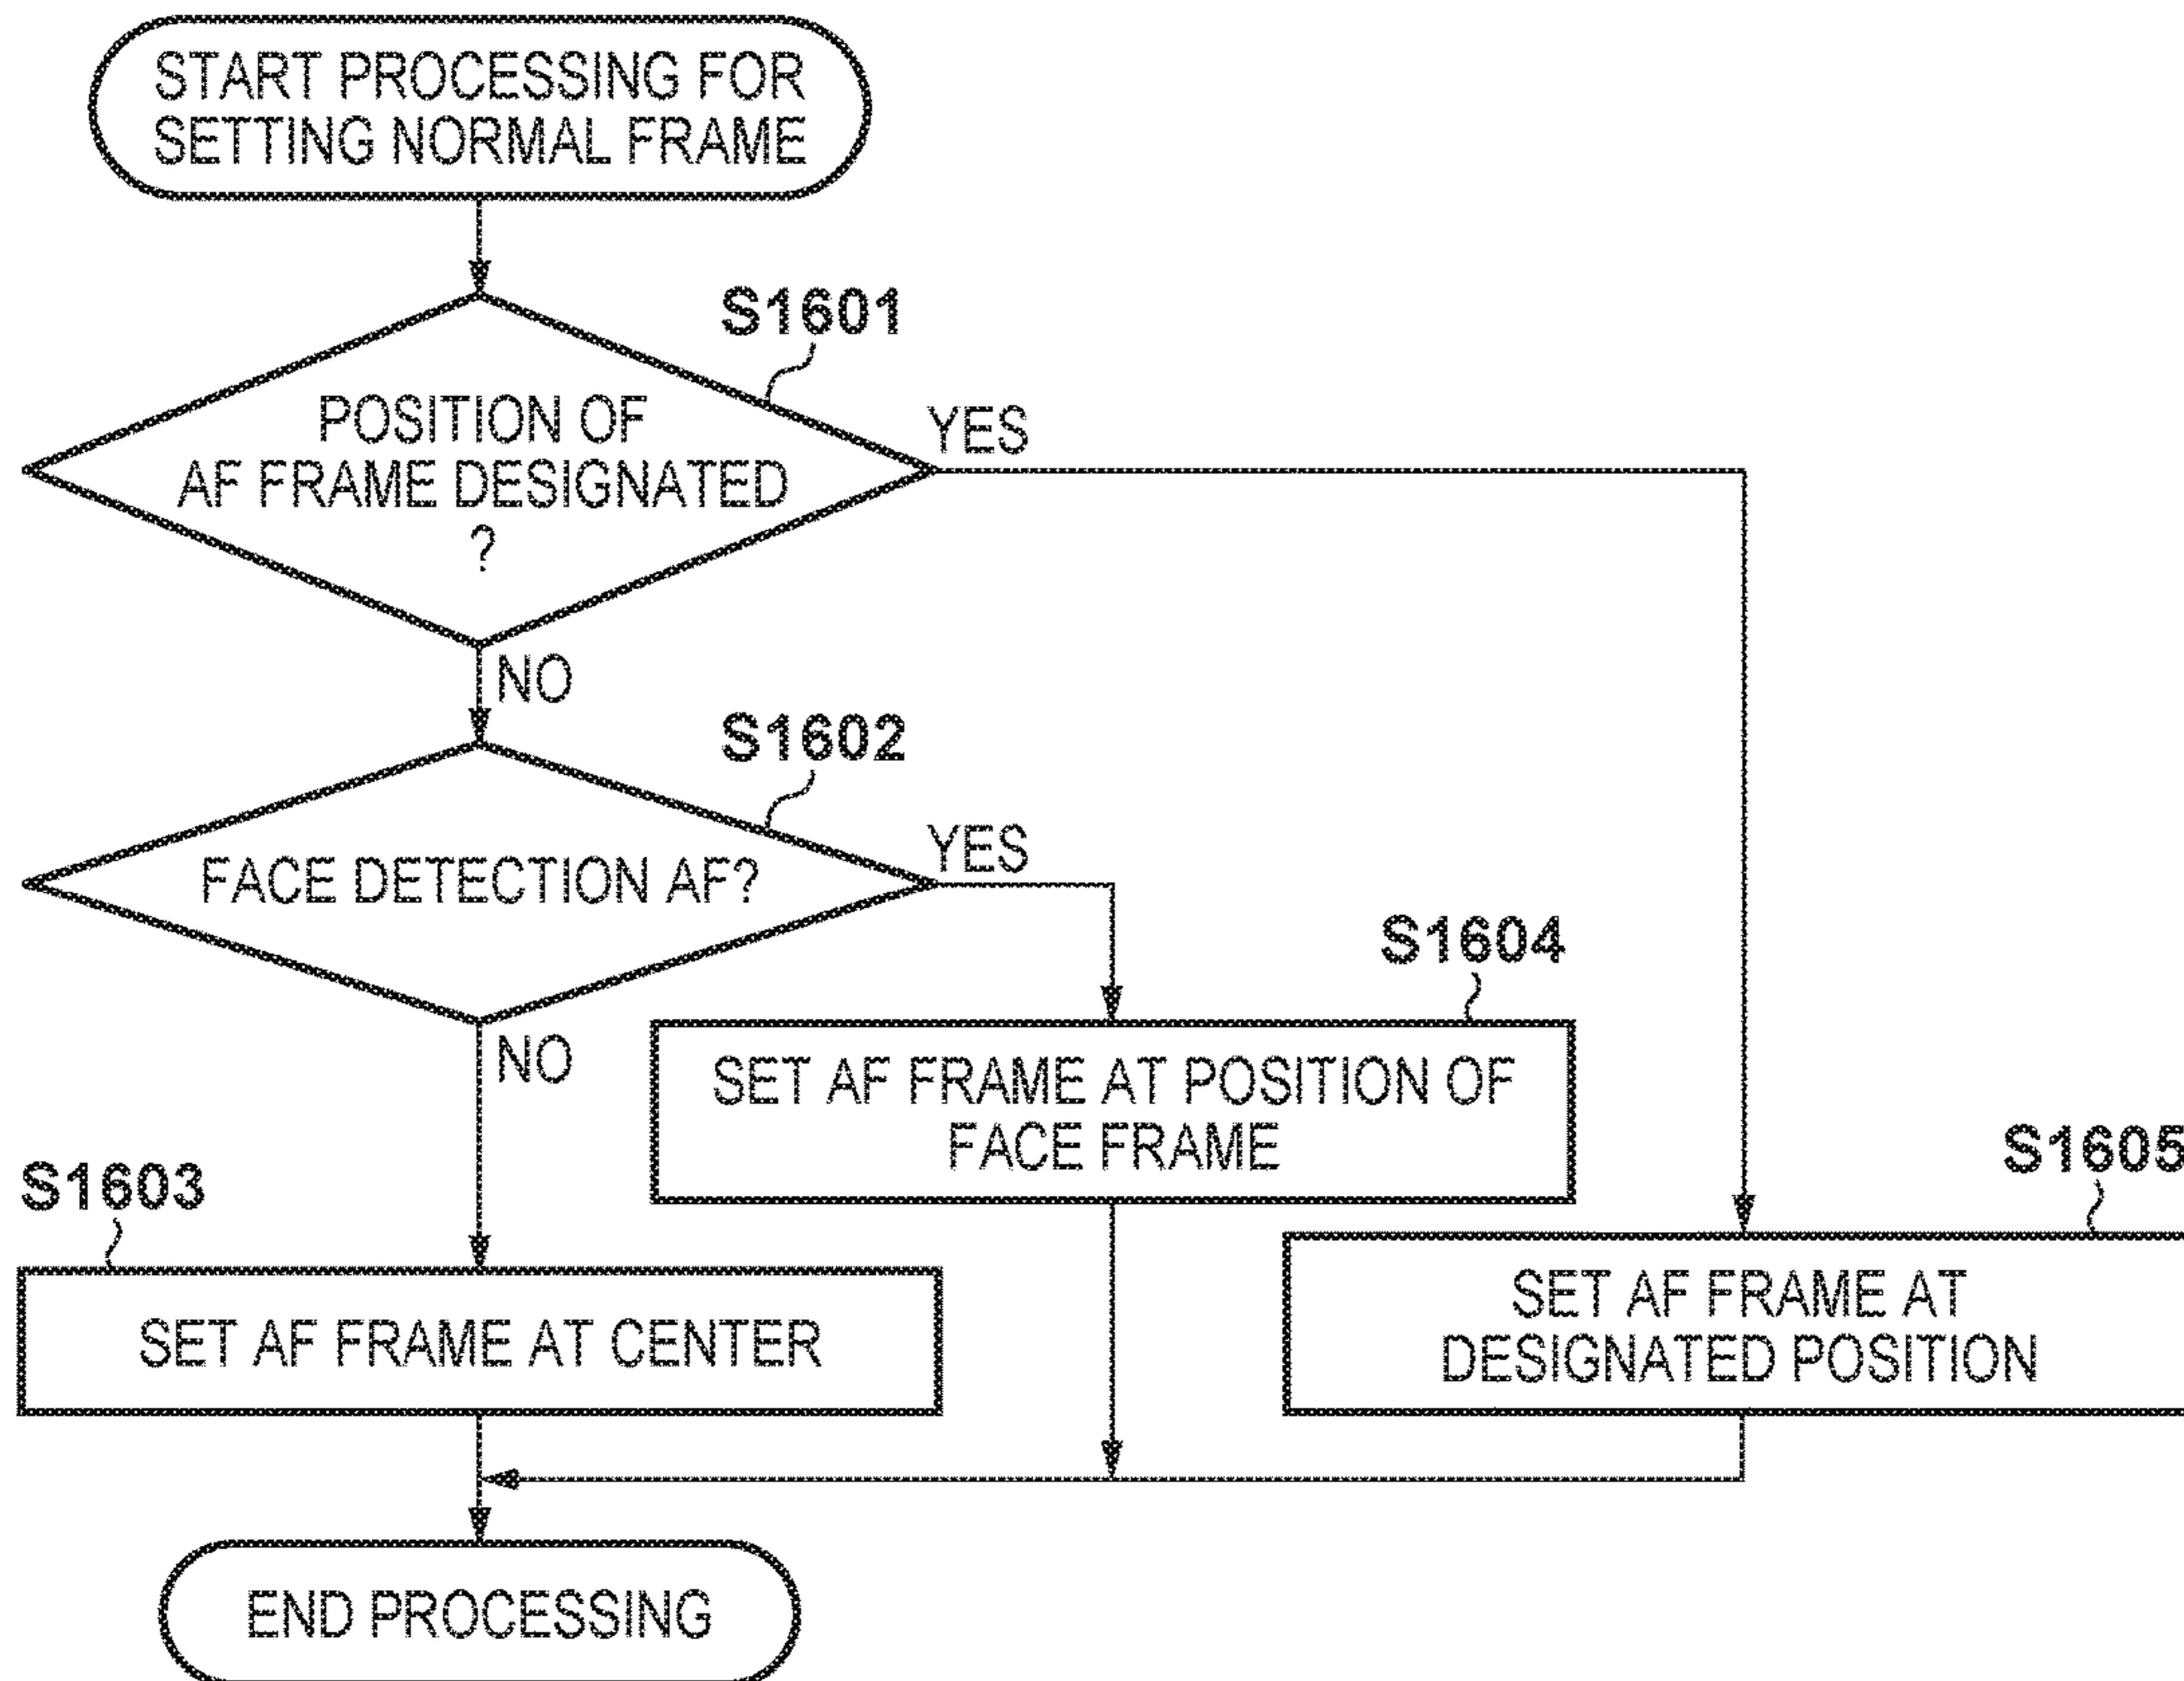 START PROCESSING FOR
SETTING NORMAL FRAME
S1601
POSITION OF
AF FRAME DESIGNATED
?
YES
NO
S1602
FACE DETECTION AF?
YES
NO
S1604
SET AF FRAME AT POSITION OF
FACE FRAME
S1603
SET AF FRAME AT CENTER
S1605
SET AF FRAME AT
DESIGNATED POSITION
END PROCESSING